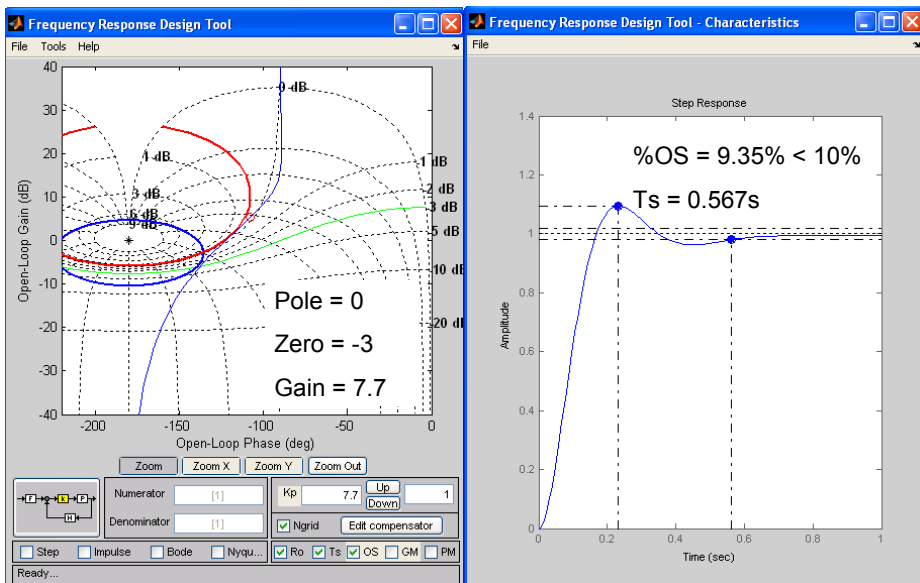 Frequency Response Design Tool
File Tools Help
40
30
20
10
0
-10
-20
-30
-40
Open-Loop Gain (dB)
0 dB
1 dB
3 dB
6 dB
9 dB
-1 dB
-2 dB
-3 dB
-5 dB
-10 dB
-20 dB
Pole = 0
Zero = -3
Gain = 7.7
-200 -150 -100 -50 0
Open-Loop Phase (deg)
Zoom Zoom X Zoom Y Zoom Out
F k P
H
Numerator [1]
Denominator [1]
Kp 7.7 Up Down 1
Ngrid Edit compensator
Step Impulse Bode Nyqu... Ro Ts OS GM PM
Ready...
Frequency Response Design Tool - Characteristics
File
Step Response
1.4
1.2
1
0.8
0.6
0.4
0.2
0
Amplitude
%OS = 9.35% < 10%
Ts = 0.567s
0 0.2 0.4 0.6 0.8 1
Time (sec)